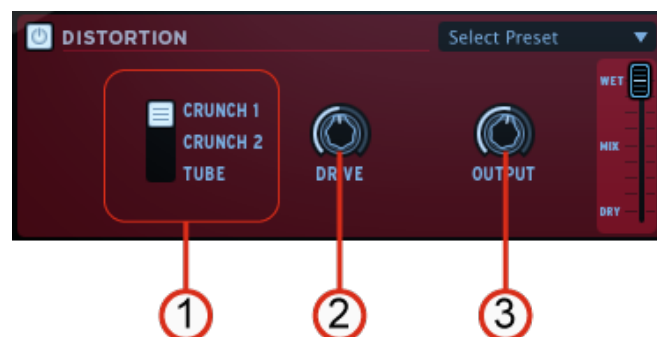 DISTORTION
Select Preset
WET
MIX
DRY
CRUNCH 1
CRUNCH 2
TUBE
DRIVE
OUTPUT
1
2
3